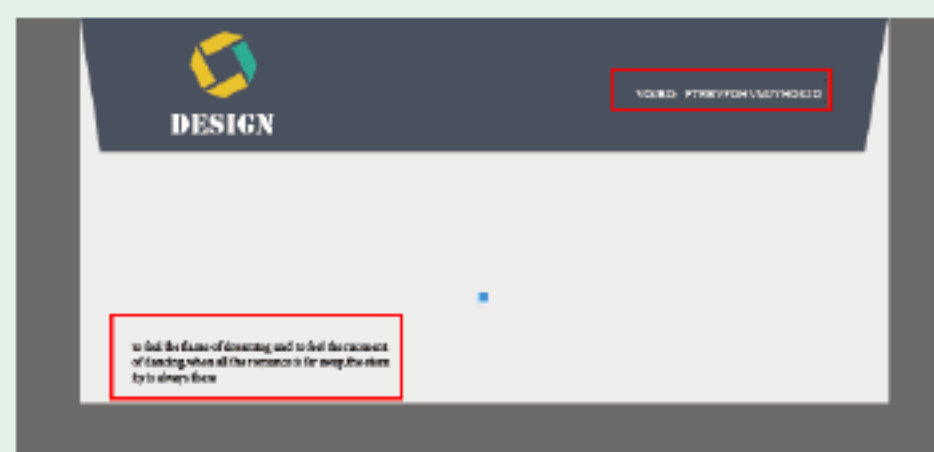 DESIGN
to feel the flame of dreaming and to feel the moment
of dancing,when all the romance is far away,the etern
ity is always there